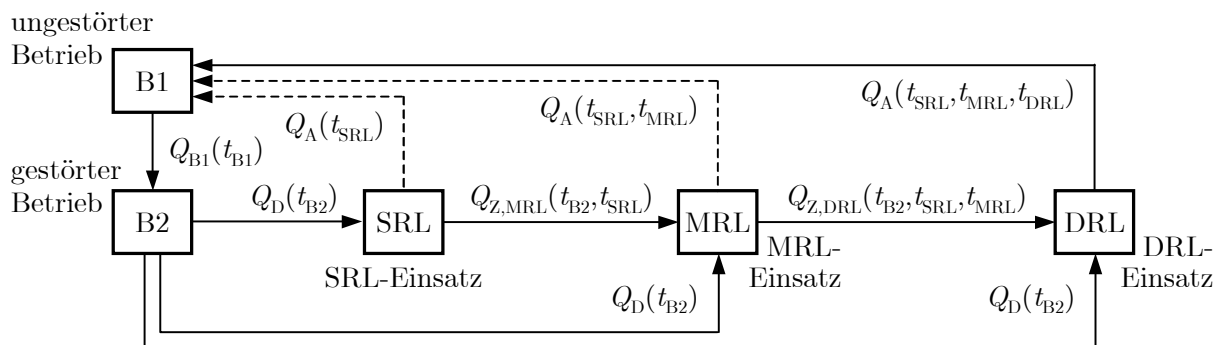 ungestörter
Betrieb
B1
Q_A(t_SRL)
Q_A(t_SRL,t_MRL)
Q_A(t_SRL,t_MRL,t_DRL)
Q_B1(t_B1)
gestörter
Betrieb
B2
Q_D(t_B2)
SRL
Q_Z,MRL(t_B2,t_SRL)
MRL
Q_Z,DRL(t_B2,t_SRL,t_MRL)
DRL
SRL-Einsatz
MRL-
Einsatz
DRL-
Einsatz
Q_D(t_B2)
Q_D(t_B2)